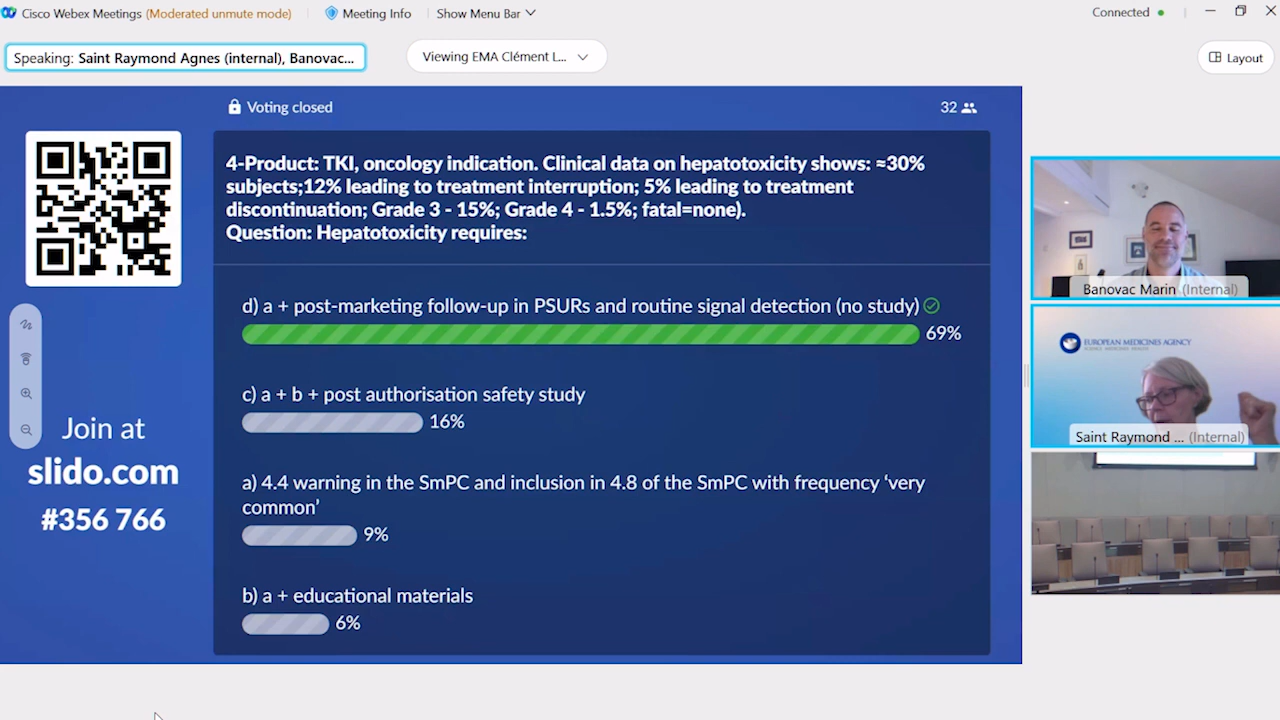 Cisco Webex Meetings (Moderated unmute mode)
Meeting Info
Show Menu Bar
Connected
Speaking: Saint Raymond Agnes (internal), Banovac...
Viewing EMA Clément L...
Layout
Voting closed
32
4-Product: TKI, oncology indication. Clinical data on hepatotoxicity shows: ≈30%
subjects;12% leading to treatment interruption; 5% leading to treatment
discontinuation; Grade 3 - 15%; Grade 4 - 1.5%; fatal=none).
Question: Hepatotoxicity requires:
d) a + post-marketing follow-up in PSURs and routine signal detection (no study)
69%
c) a + b + post authorisation safety study
16%
a) 4.4 warning in the SmPC and inclusion in 4.8 of the SmPC with frequency ‘very
common’
9%
b) a + educational materials
6%
Join at
slido.com
#356 766
Banovac Marin (Internal)
EUROPEAN MEDICINES AGENCY
Saint Raymond ... (Internal)